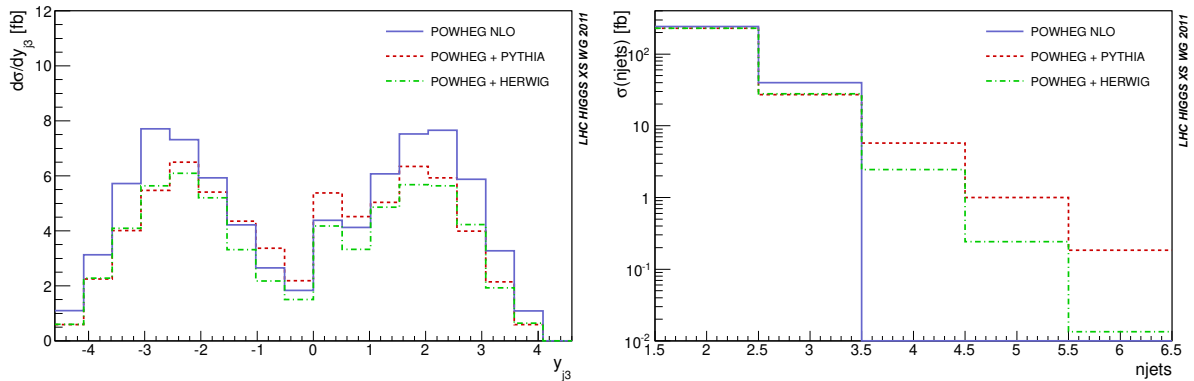 dσ/dy_j3 [fb]
12
10
8
6
4
2
0
-4 -3 -2 -1 0 1 2 3 4
y_j3
POWHEG NLO
POWHEG + PYTHIA
POWHEG + HERWIG
LHC HIGGS XS WG 2011
σ(njets) [fb]
10^2
10
1
10^-1
10^-2
1.5 2 2.5 3 3.5 4 4.5 5 5.5 6 6.5
njets
POWHEG NLO
POWHEG + PYTHIA
POWHEG + HERWIG
LHC HIGGS XS WG 2011